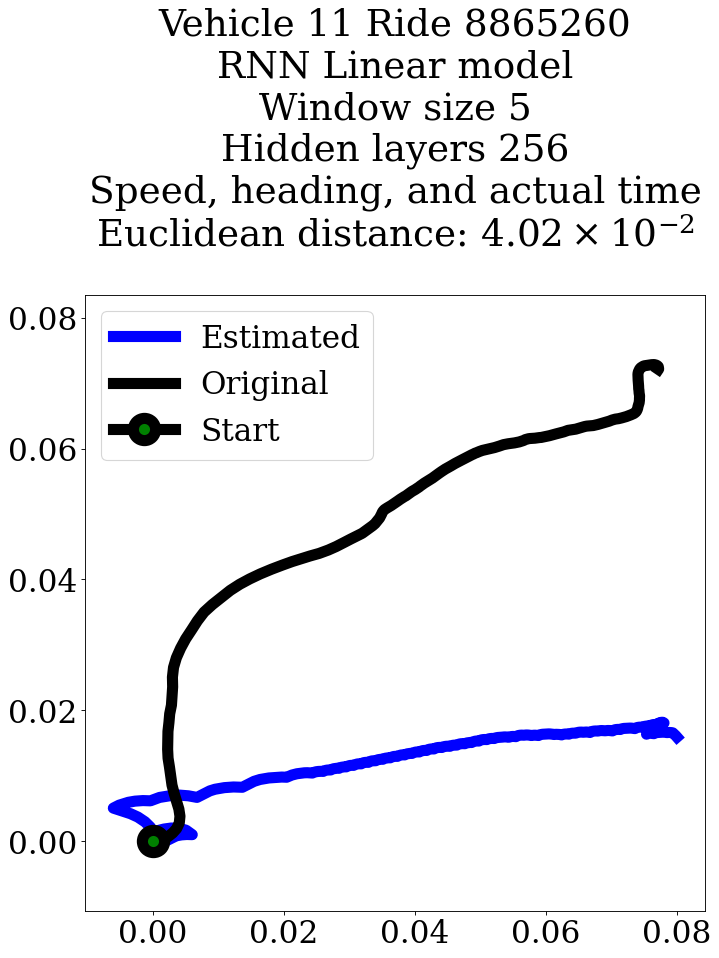 Vehicle 11 Ride 8865260
RNN Linear model
Window size 5
Hidden layers 256
Speed, heading, and actual time
Euclidean distance: 4.02 × 10⁻²
Estimated
Original
Start
0.08
0.06
0.04
0.02
0.00
0.00 0.02 0.04 0.06 0.08